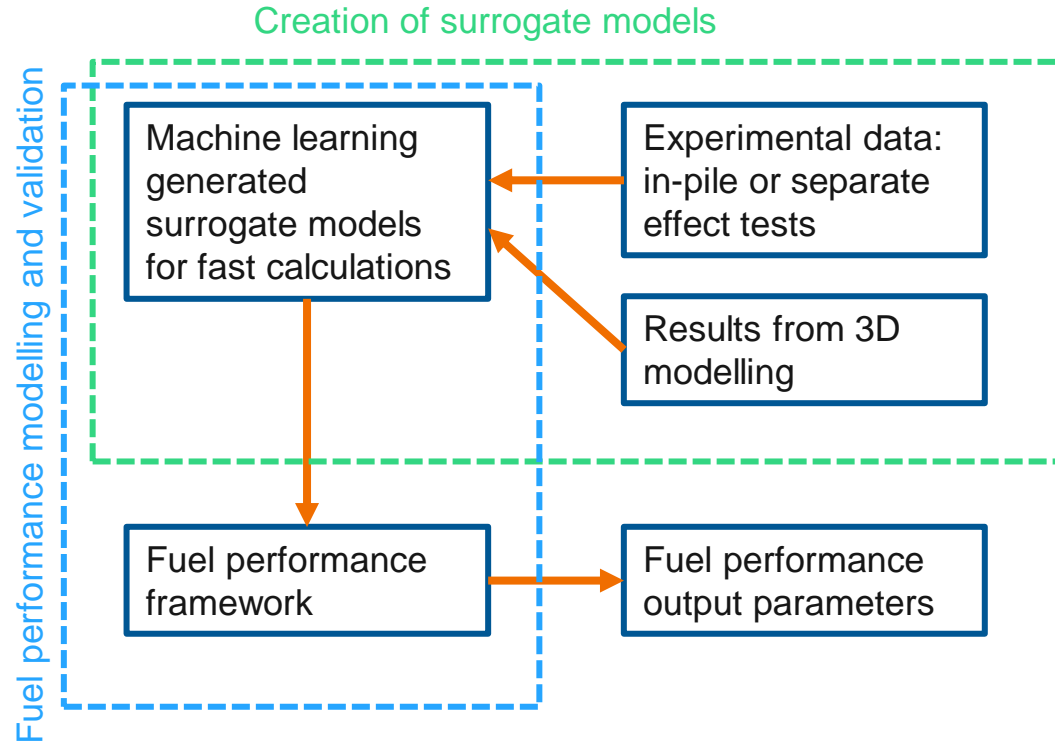 Creation of surrogate models
Fuel performance modelling and validation
Machine learning
generated
surrogate models
for fast calculations
Experimental data:
in-pile or separate
effect tests
Results from 3D
modelling
Fuel performance
framework
Fuel performance
output parameters